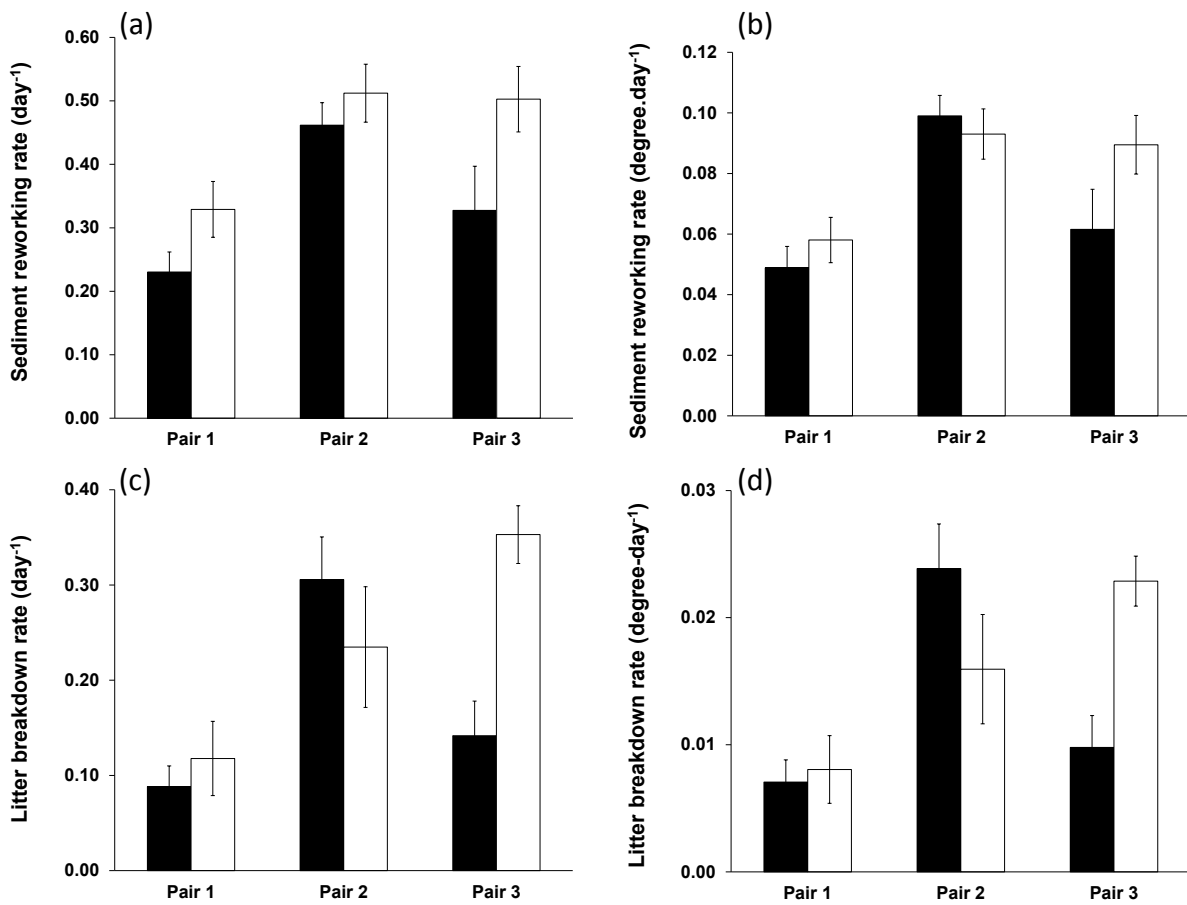 (a)
Sediment reworking rate (day⁻¹)
0.60
0.50
0.40
0.30
0.20
0.10
0.00
Pair 1 Pair 2 Pair 3
(b)
Sediment reworking rate (degree.day⁻¹)
0.12
0.10
0.08
0.06
0.04
0.02
0.00
Pair 1 Pair 2 Pair 3
(c)
Litter breakdown rate (day⁻¹)
0.40
0.30
0.20
0.10
0.00
Pair 1 Pair 2 Pair 3
(d)
Litter breakdown rate (degree-day⁻¹)
0.03
0.02
0.01
0.00
Pair 1 Pair 2 Pair 3